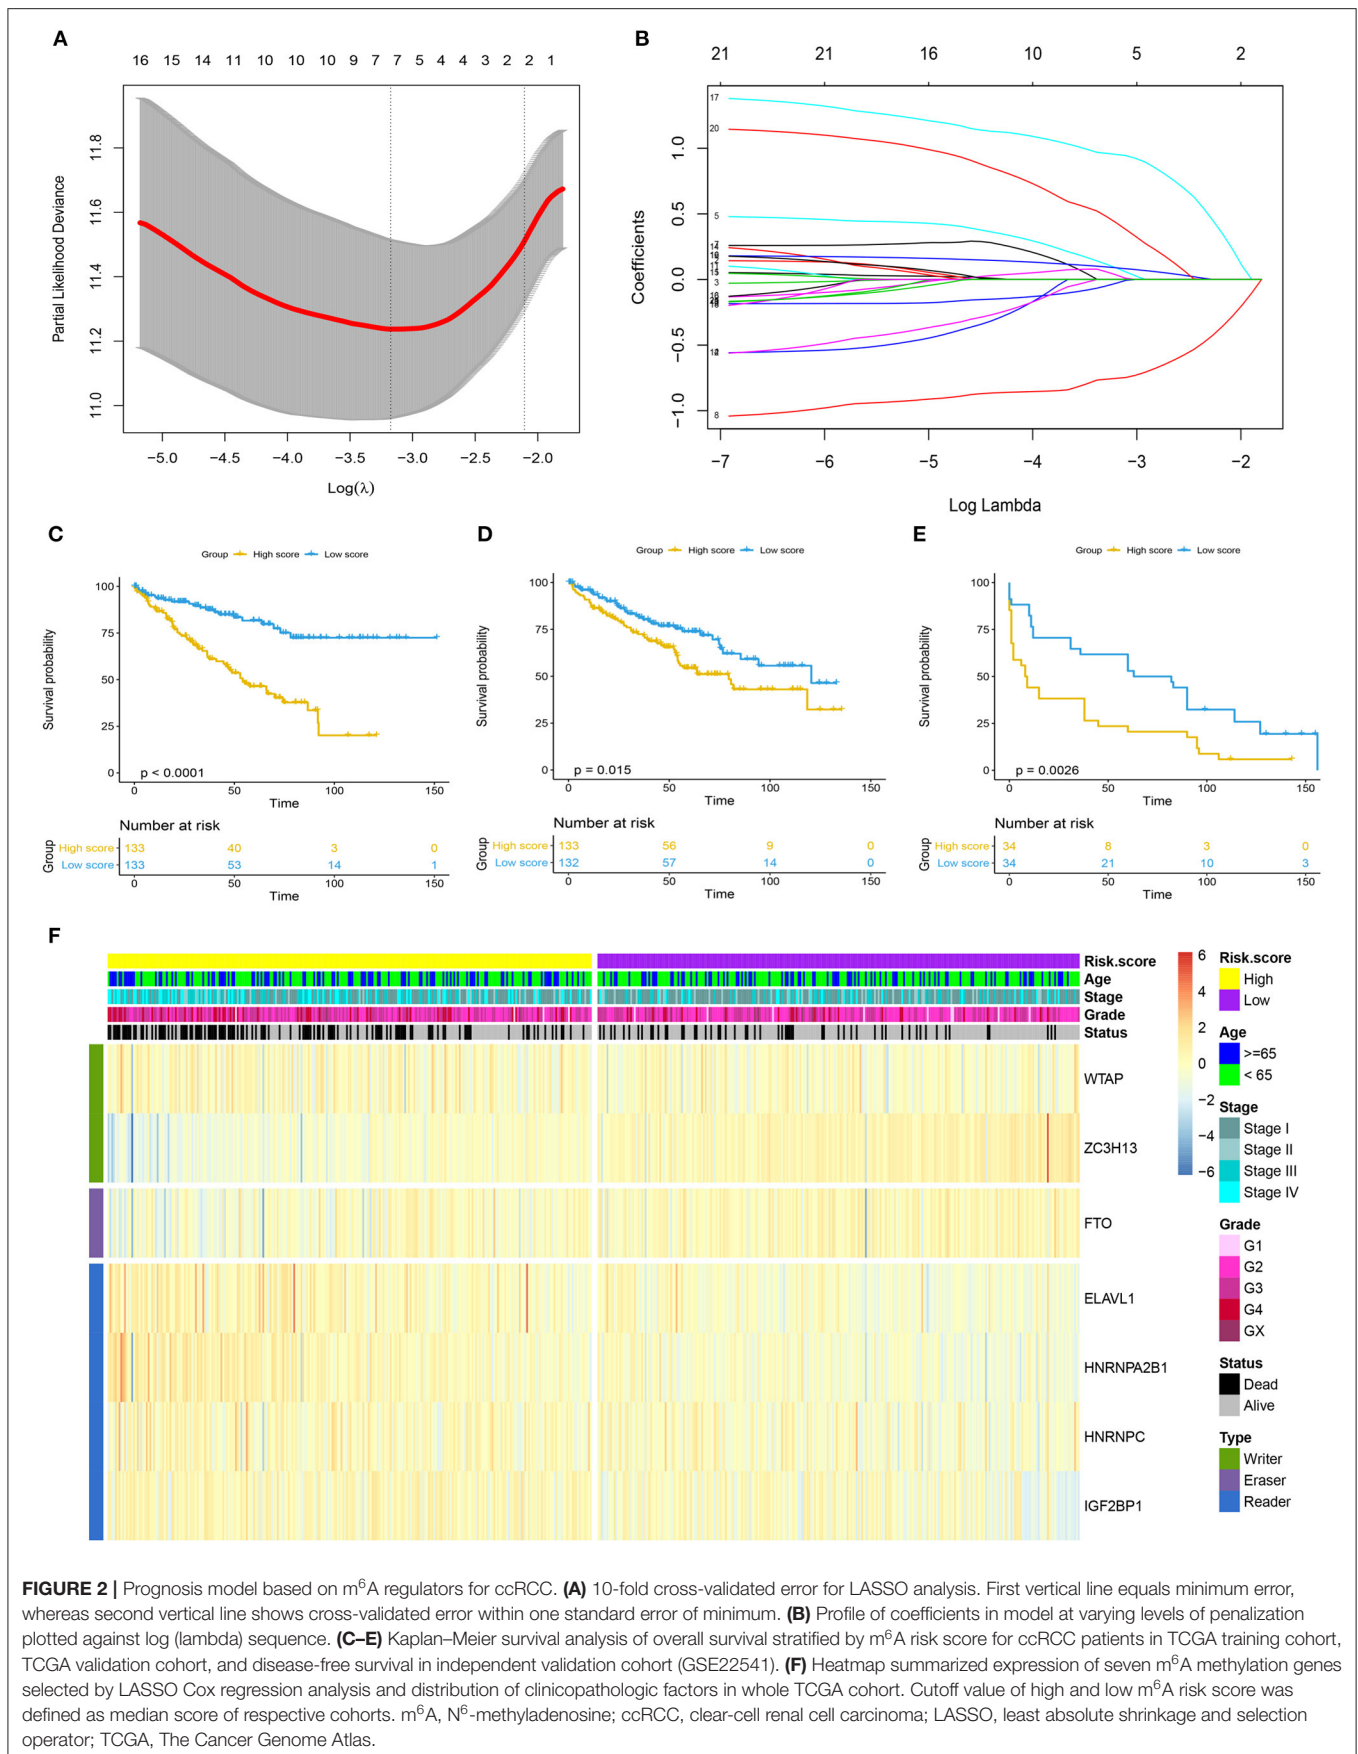 A
16 15 14 11 10 10 10 9 7 7 5 4 4 3 2 2 1
Partial Likelihood Deviance
11.8
11.6
11.4
11.2
11.0
−5.0 −4.5 −4.0 −3.5 −3.0 −2.5 −2.0
Log(λ)
B
21 21 16 10 5 2
Coefficients
1.0
0.5
0.0
−0.5
−1.0
17
20
5
7
14
3
8
−7 −6 −5 −4 −3 −2
Log Lambda
C
Group High score Low score
Survival probability
100
75
50
25
0
p < 0.0001
0 50 100 150
Time
Number at risk
Group
High score 133 40 3 0
Low score 133 53 14 1
0 50 100 150
Time
D
Group High score Low score
Survival probability
100
75
50
25
0
p = 0.015
0 50 100 150
Time
Number at risk
Group
High score 133 56 9 0
Low score 132 57 14 0
0 50 100 150
Time
E
Group High score Low score
Survival probability
100
75
50
25
0
p = 0.0026
0 50 100 150
Time
Number at risk
Group
High score 34 8 3 0
Low score 34 21 10 3
0 50 100 150
Time
F
Risk.score
Age
Stage
Grade
Status
WTAP
ZC3H13
FTO
ELAVL1
HNRNPA2B1
HNRNPC
IGF2BP1
6
4
2
0
−2
−4
−6
Risk.score
High
Low
Age
>=65
< 65
Stage
Stage I
Stage II
Stage III
Stage IV
Grade
G1
G2
G3
G4
GX
Status
Dead
Alive
Type
Writer
Eraser
Reader
FIGURE 2 | Prognosis model based on m⁶A regulators for ccRCC. (A) 10-fold cross-validated error for LASSO analysis. First vertical line equals minimum error,
whereas second vertical line shows cross-validated error within one standard error of minimum. (B) Profile of coefficients in model at varying levels of penalization
plotted against log (lambda) sequence. (C–E) Kaplan–Meier survival analysis of overall survival stratified by m⁶A risk score for ccRCC patients in TCGA training cohort,
TCGA validation cohort, and disease-free survival in independent validation cohort (GSE22541). (F) Heatmap summarized expression of seven m⁶A methylation genes
selected by LASSO Cox regression analysis and distribution of clinicopathologic factors in whole TCGA cohort. Cutoff value of high and low m⁶A risk score was
defined as median score of respective cohorts. m⁶A, N⁶-methyladenosine; ccRCC, clear-cell renal cell carcinoma; LASSO, least absolute shrinkage and selection
operator; TCGA, The Cancer Genome Atlas.